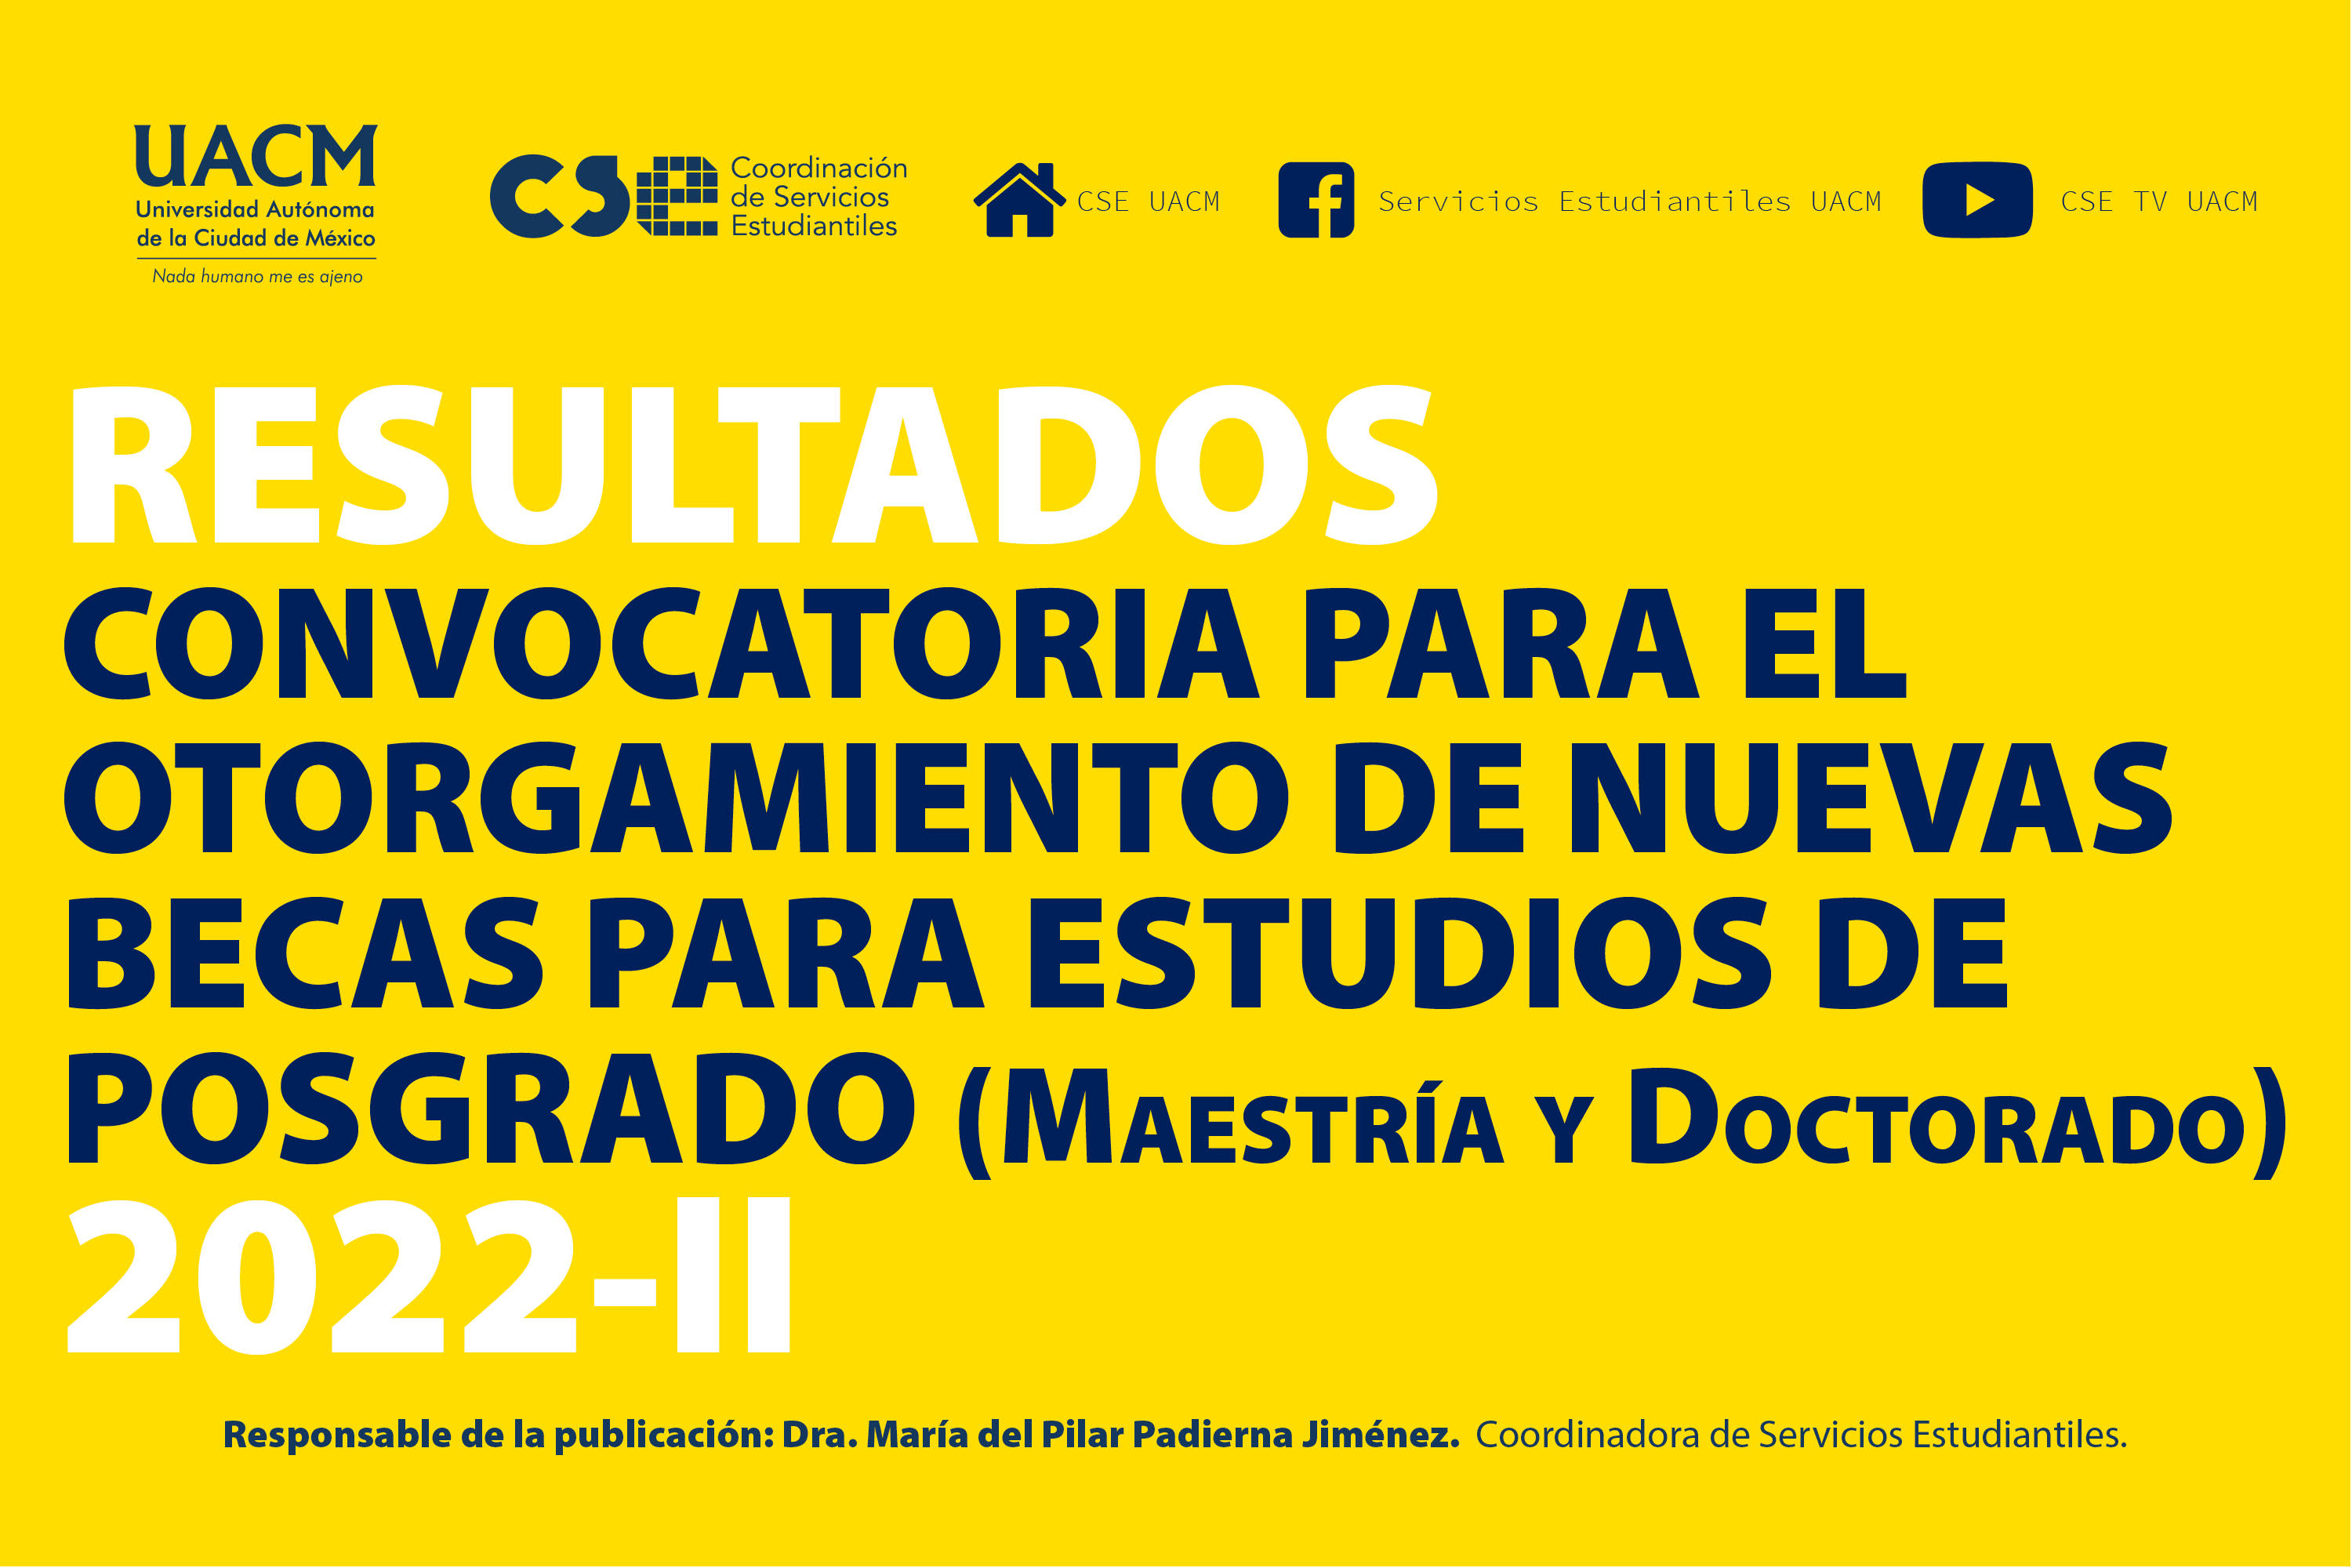 UACM
Universidad Autónoma
de la Ciudad de México
Nada humano me es ajeno
cse
Coordinación
de Servicios
Estudiantiles
CSE UACM
Servicios Estudiantiles UACM
CSE TV UACM
RESULTADOS
CONVOCATORIA PARA EL
OTORGAMIENTO DE NUEVAS
BECAS PARA ESTUDIOS DE
POSGRADO (MAESTRÍA Y DOCTORADO)
2022-II
Responsable de la publicación: Dra. María del Pilar Padierna Jiménez. Coordinadora de Servicios Estudiantiles.